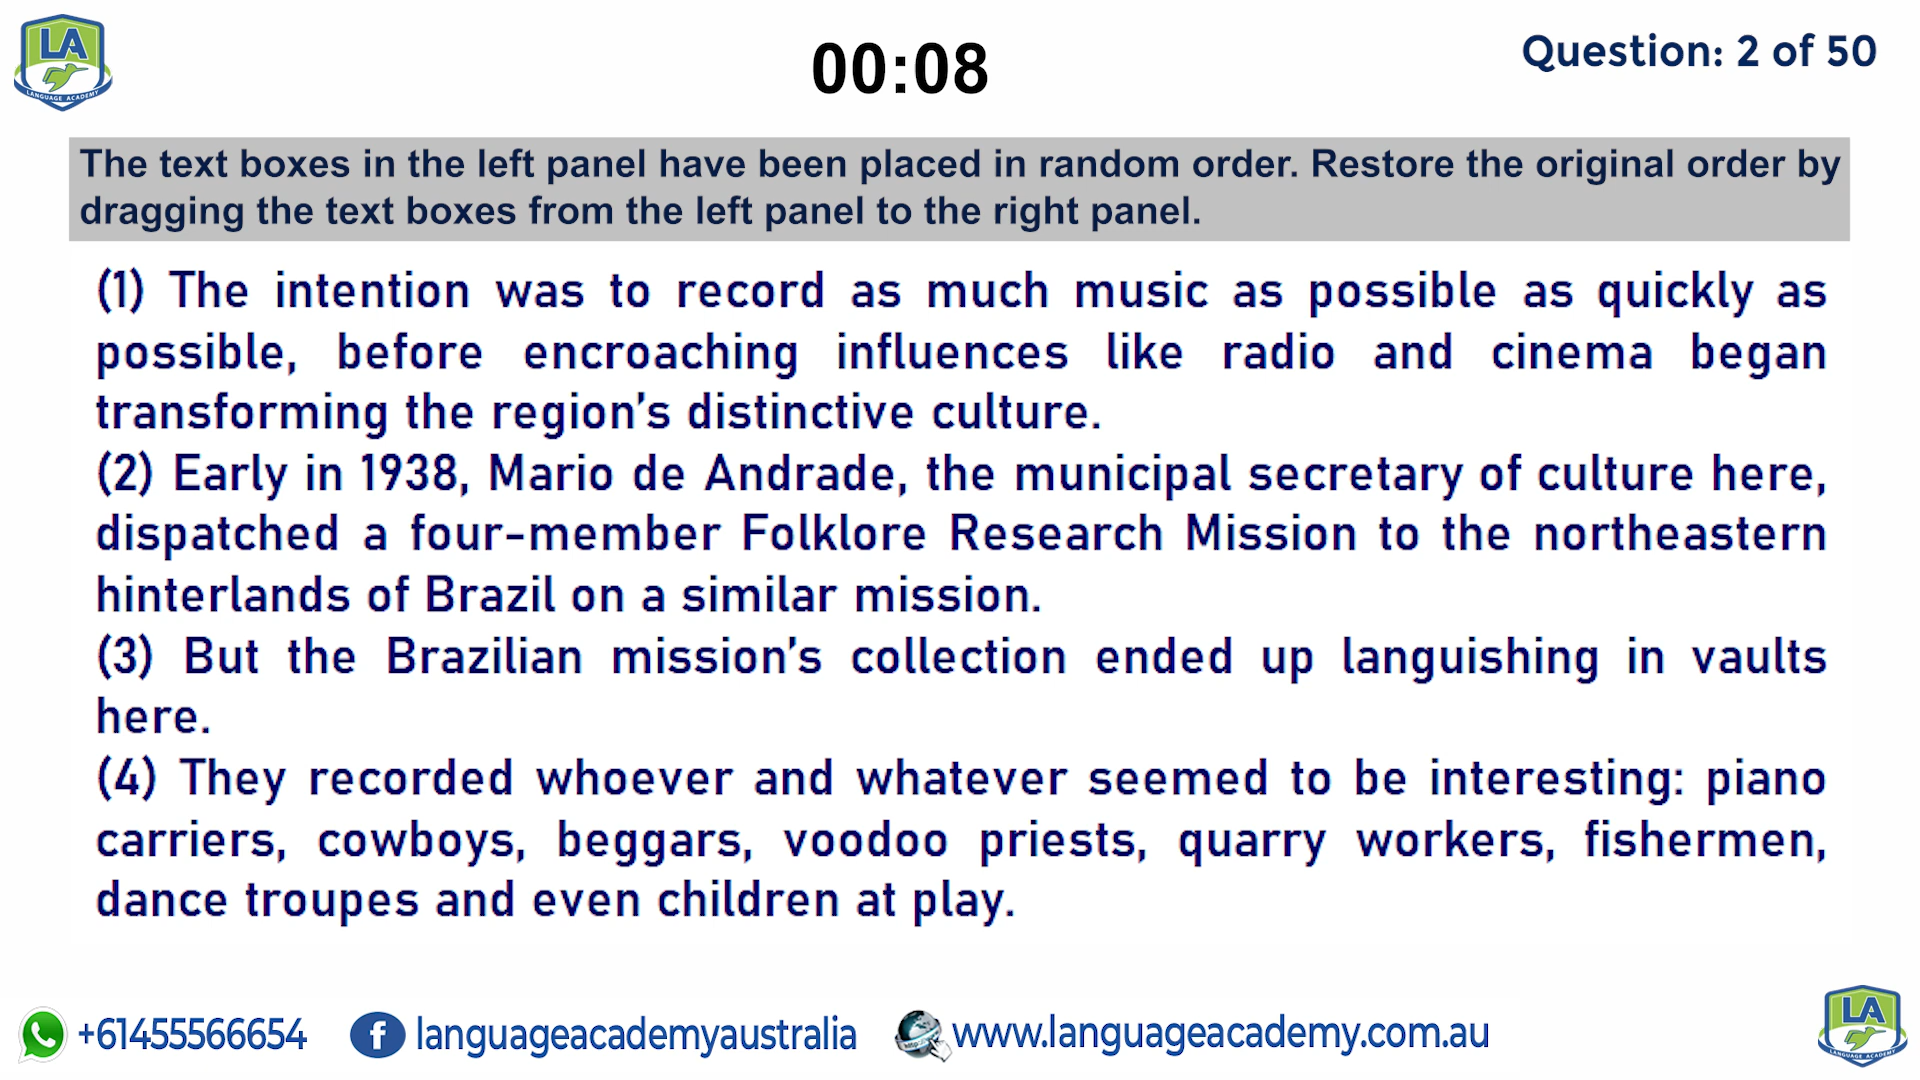 LA
LANGUAGE ACADEMY
00:08
Question: 2 of 50
The text boxes in the left panel have been placed in random order. Restore the original order by
dragging the text boxes from the left panel to the right panel.
(1) The intention was to record as much music as possible as quickly as
possible, before encroaching influences like radio and cinema began
transforming the region's distinctive culture.
(2) Early in 1938, Mario de Andrade, the municipal secretary of culture here,
dispatched a four-member Folklore Research Mission to the northeastern
hinterlands of Brazil on a similar mission.
(3) But the Brazilian mission's collection ended up languishing in vaults
here.
(4) They recorded whoever and whatever seemed to be interesting: piano
carriers, cowboys, beggars, voodoo priests, quarry workers, fishermen,
dance troupes and even children at play.
+61455566654
f languageacademyaustralia
www.languageacademy.com.au
LA
LANGUAGE ACADEMY